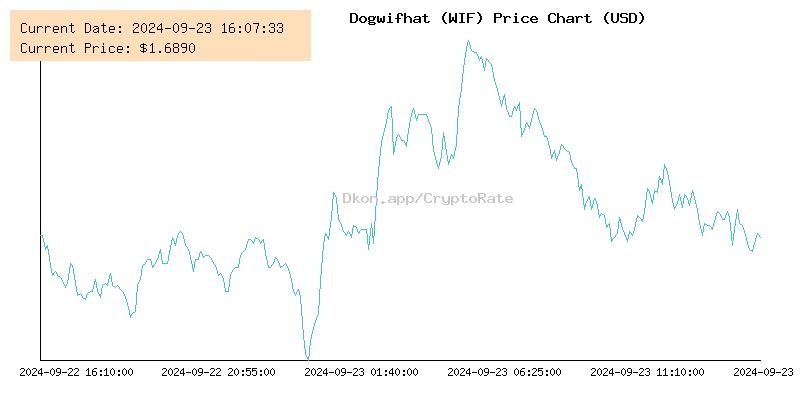 Dogwifhat (WIF) Price Chart (USD)
Current Date: 2024-09-23 16:07:33
Current Price: $1.6890
Dkon.app/CryptoRate
2024-09-22 16:10:00 2024-09-22 20:55:00 2024-09-23 01:40:00 2024-09-23 06:25:00 2024-09-23 11:10:00 2024-09-23